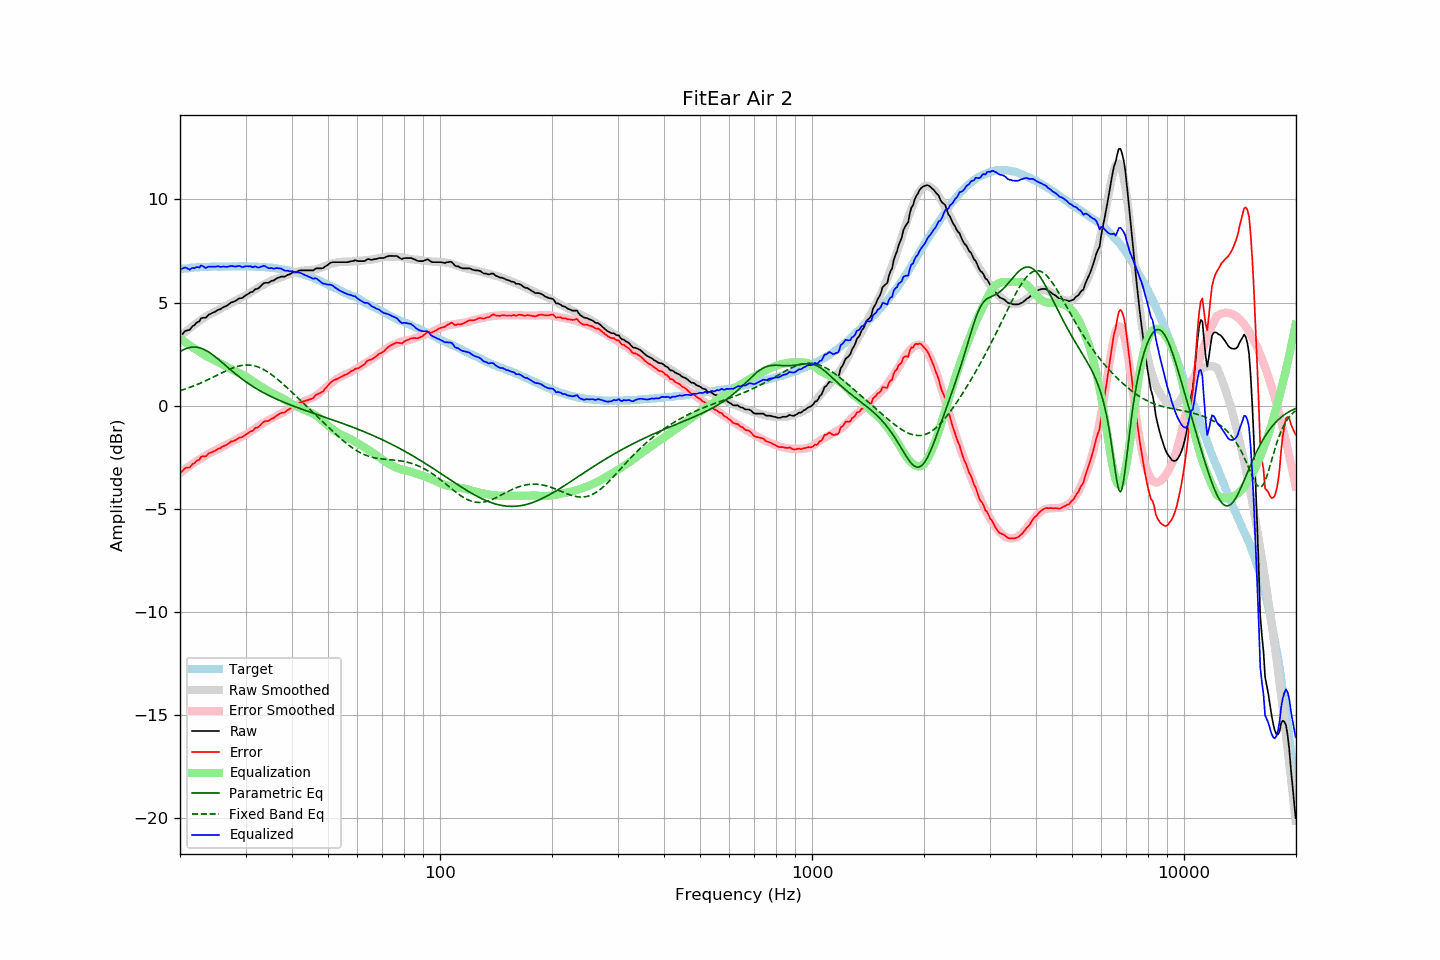 FitEar Air 2
Amplitude (dBr)
10
5
0
−5
−10
−15
−20
Target
Raw Smoothed
Error Smoothed
Raw
Error
Equalization
Parametric Eq
Fixed Band Eq
Equalized
100
1000
10000
Frequency (Hz)